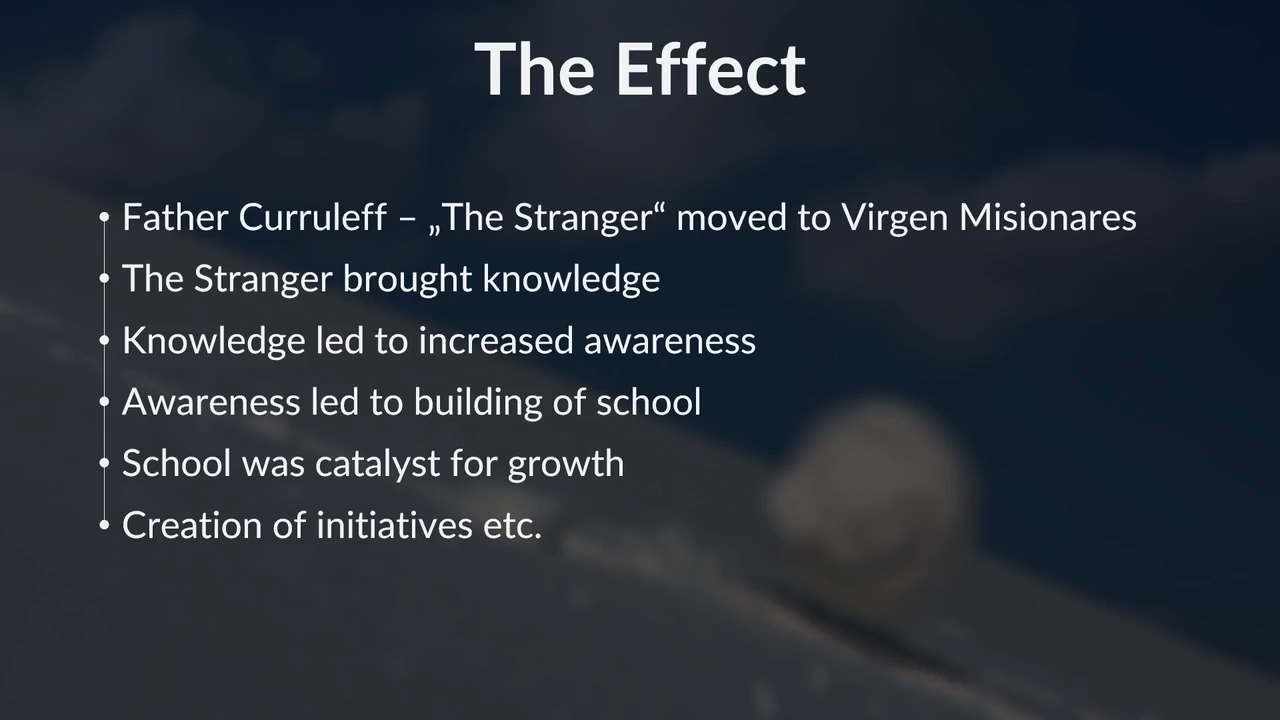 The Effect
• Father Curruleff – „The Stranger“ moved to Virgen Misionares
• The Stranger brought knowledge
• Knowledge led to increased awareness
• Awareness led to building of school
• School was catalyst for growth
• Creation of initiatives etc.